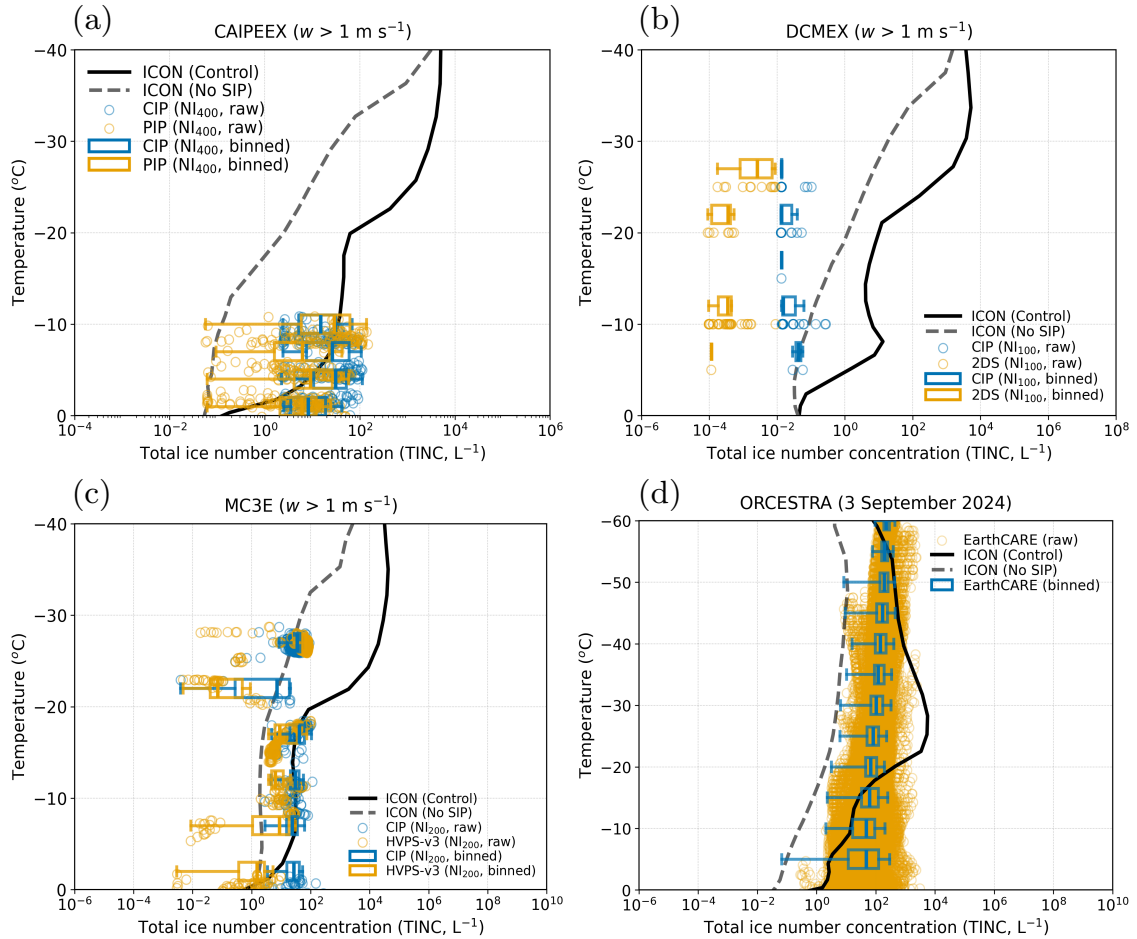 (a)
CAIPEEX (w > 1 m s⁻¹)
−40
−30
−20
−10
0
Temperature (°C)
ICON (Control)
ICON (No SIP)
CIP (NI₄₀₀, raw)
PIP (NI₄₀₀, raw)
CIP (NI₄₀₀, binned)
PIP (NI₄₀₀, binned)
10⁻⁴ 10⁻² 10⁰ 10² 10⁴ 10⁶
Total ice number concentration (TINC, L⁻¹)
(b)
DCMEX (w > 1 m s⁻¹)
−40
−30
−20
−10
0
Temperature (°C)
ICON (Control)
ICON (No SIP)
CIP (NI₁₀₀, raw)
2DS (NI₁₀₀, raw)
CIP (NI₁₀₀, binned)
2DS (NI₁₀₀, binned)
10⁻⁶ 10⁻⁴ 10⁻² 10⁰ 10² 10⁴ 10⁶ 10⁸
Total ice number concentration (TINC, L⁻¹)
(c)
MC3E (w > 1 m s⁻¹)
−40
−30
−20
−10
0
Temperature (°C)
ICON (Control)
ICON (No SIP)
CIP (NI₂₀₀, raw)
HVPS-v3 (NI₂₀₀, raw)
CIP (NI₂₀₀, binned)
HVPS-v3 (NI₂₀₀, binned)
10⁻⁶ 10⁻⁴ 10⁻² 10⁰ 10² 10⁴ 10⁶ 10⁸ 10¹⁰
Total ice number concentration (TINC, L⁻¹)
(d)
ORCESTRA (3 September 2024)
−60
−50
−40
−30
−20
−10
0
Temperature (°C)
EarthCARE (raw)
ICON (Control)
ICON (No SIP)
EarthCARE (binned)
10⁻⁶ 10⁻⁴ 10⁻² 10⁰ 10² 10⁴ 10⁶ 10⁸ 10¹⁰
Total ice number concentration (TINC, L⁻¹)